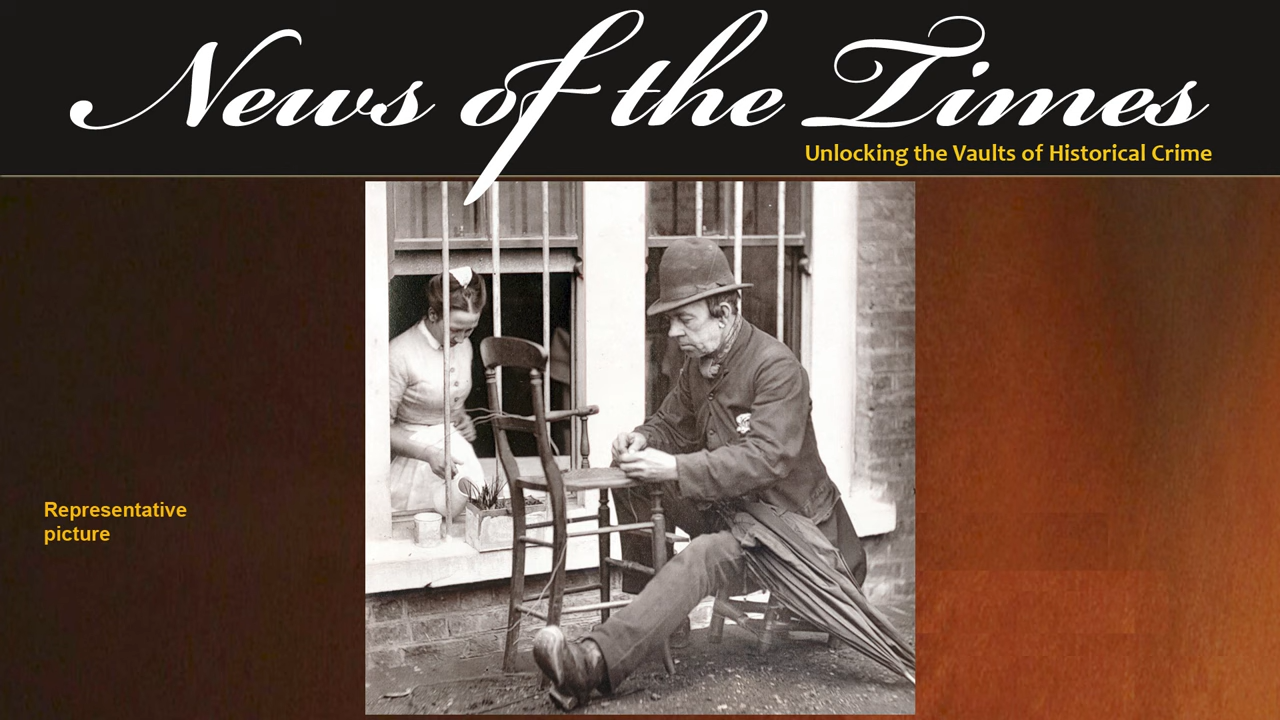 News of the Times
Unlocking the Vaults of Historical Crime
Representative
picture